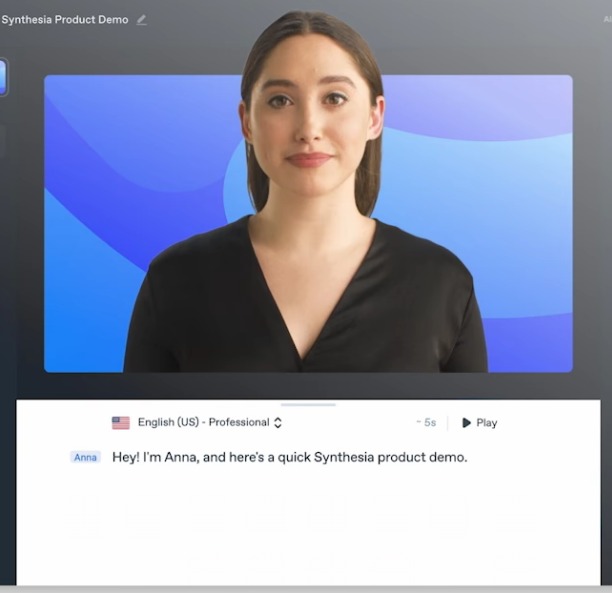 Synthesia Product Demo
English (US) - Professional
~ 5s
Play
Anna
Hey! I'm Anna, and here's a quick Synthesia product demo.